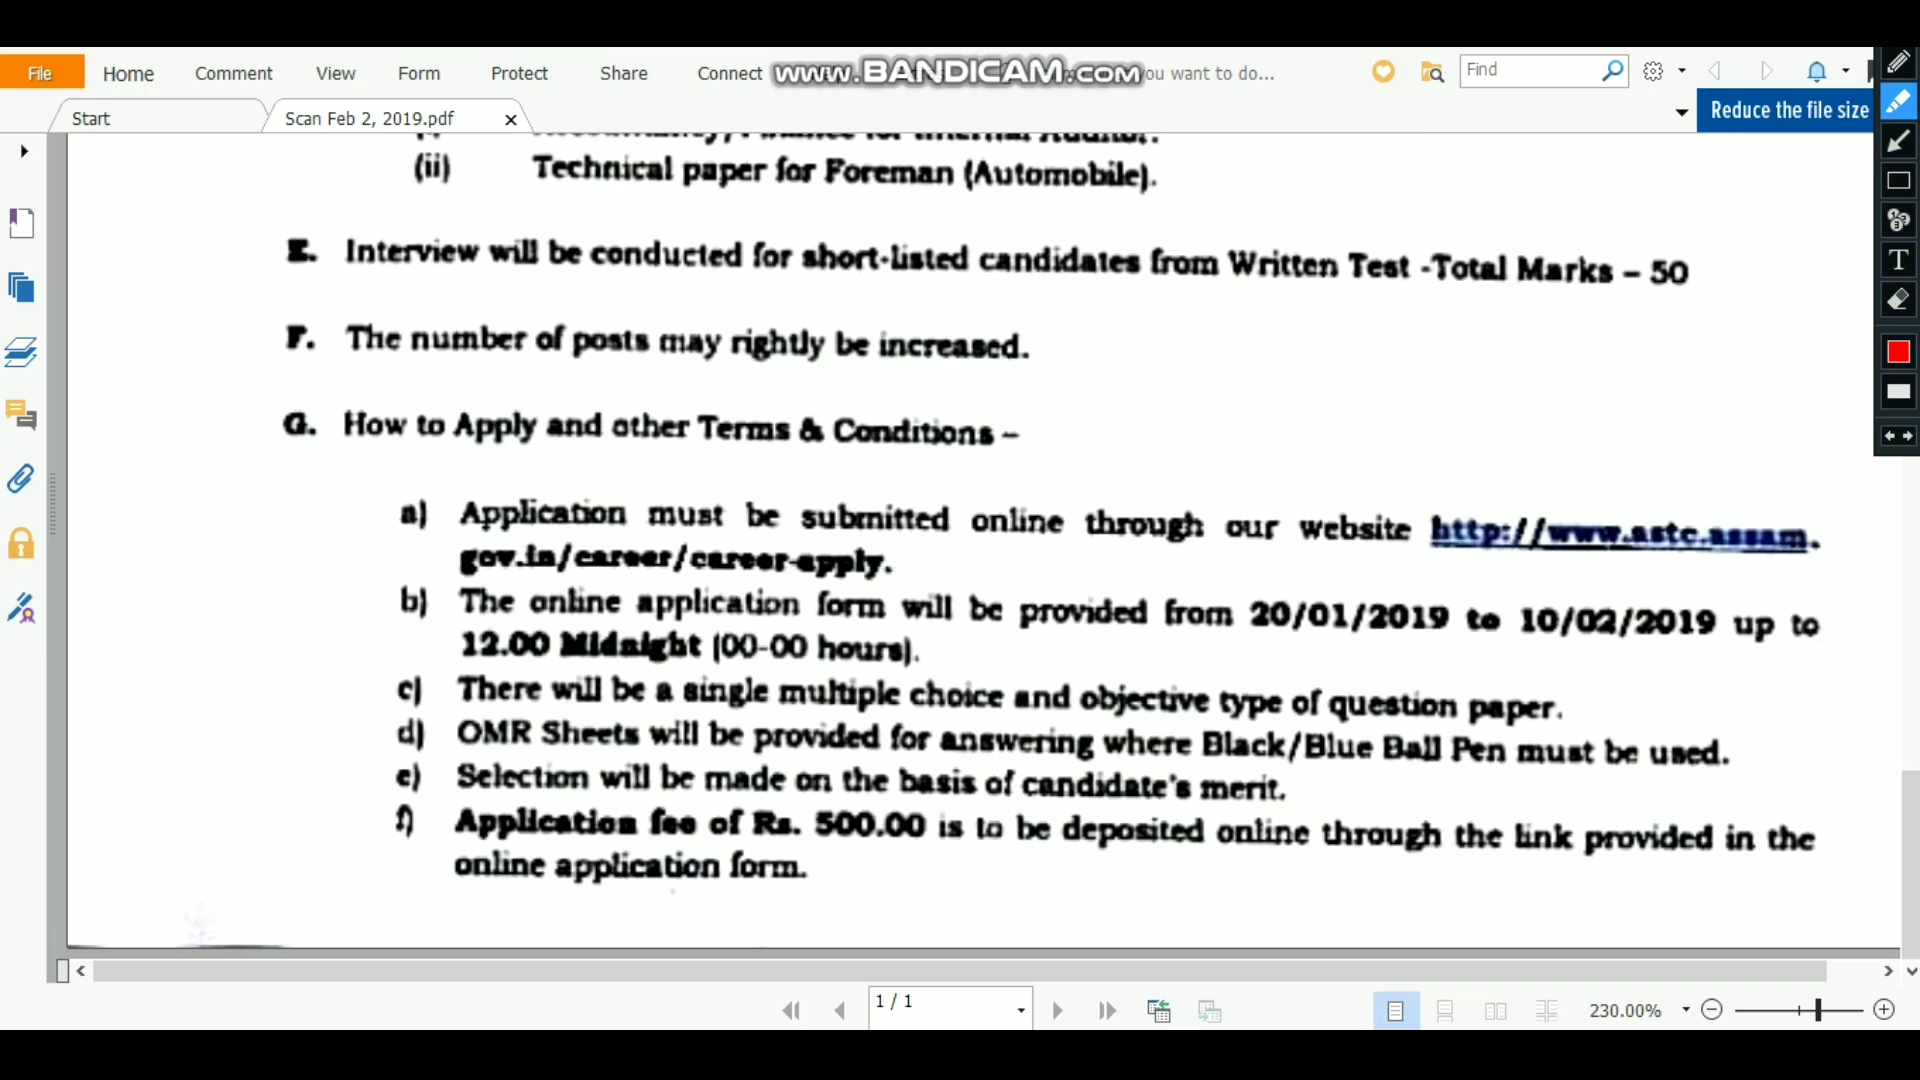 www.BANDICAM.com
File Home Comment View Form Protect Share Connect you want to do... Find
Start Scan Feb 2, 2019.pdf Reduce the file size
(ii) Technical paper for Foreman (Automobile).
E. Interview will be conducted for short-listed candidates from Written Test -Total Marks – 50
F. The number of posts may rightly be increased.
G. How to Apply and other Terms & Conditions –
a) Application must be submitted online through our website http://www.astc.assam.
gov.in/career/career-apply.
b) The online application form will be provided from 20/01/2019 to 10/02/2019 up to
12.00 Midnight (00-00 hours).
c) There will be a single multiple choice and objective type of question paper.
d) OMR Sheets will be provided for answering where Black/Blue Ball Pen must be used.
e) Selection will be made on the basis of candidate's merit.
f) Application fee of Rs. 500.00 is to be deposited online through the link provided in the
online application form.
1 / 1 230.00%